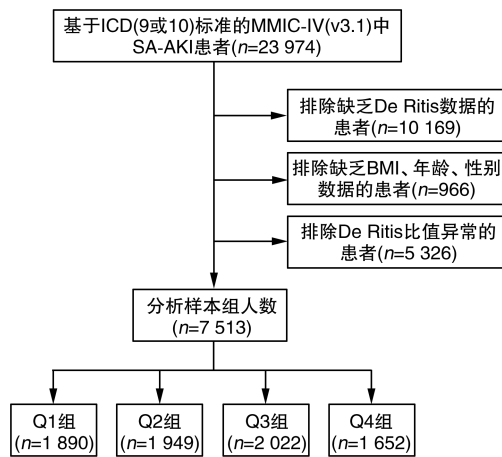 基于ICD(9或10)标准的MMIC-IV(v3.1)中
SA-AKI患者(n=23 974)
排除缺乏De Ritis数据的
患者(n=10 169)
排除缺乏BMI、年龄、性别
数据的患者(n=966)
排除De Ritis比值异常的
患者(n=5 326)
分析样本组人数
(n=7 513)
Q1组
(n=1 890)
Q2组
(n=1 949)
Q3组
(n=2 022)
Q4组
(n=1 652)